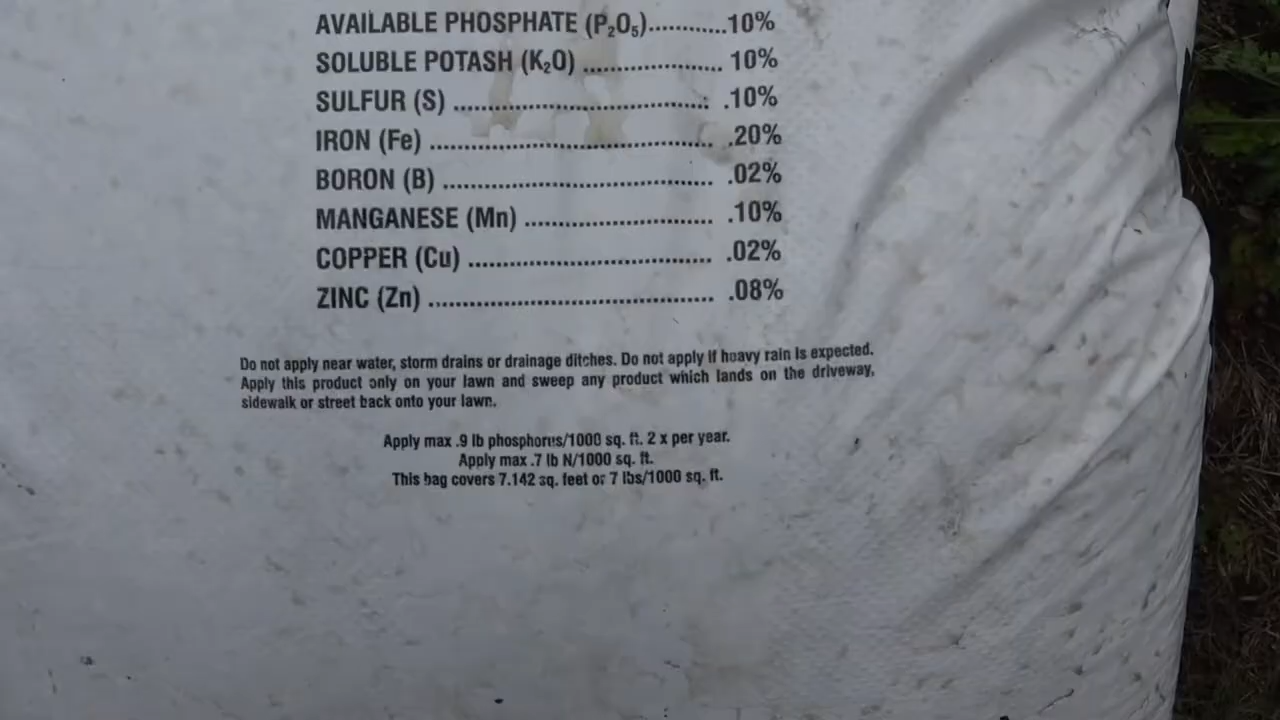 AVAILABLE PHOSPHATE (P₂O₅)...........10%
SOLUBLE POTASH (K₂O) ..................... 10%
SULFUR (S) ...................................... .10%
IRON (Fe) .......................................... .20%
BORON (B) ........................................ .02%
MANGANESE (Mn) ............................ .10%
COPPER (Cu) .................................... .02%
ZINC (Zn) .......................................... .08%
Do not apply near water, storm drains or drainage ditches. Do not apply if heavy rain is expected.
Apply this product only on your lawn and sweep any product which lands on the driveway,
sidewalk or street back onto your lawn.
Apply max .9 lb phosphorus/1000 sq. ft. 2 x per year.
Apply max .7 lb N/1000 sq. ft.
This bag covers 7.142 sq. feet or 7 lbs/1000 sq. ft.